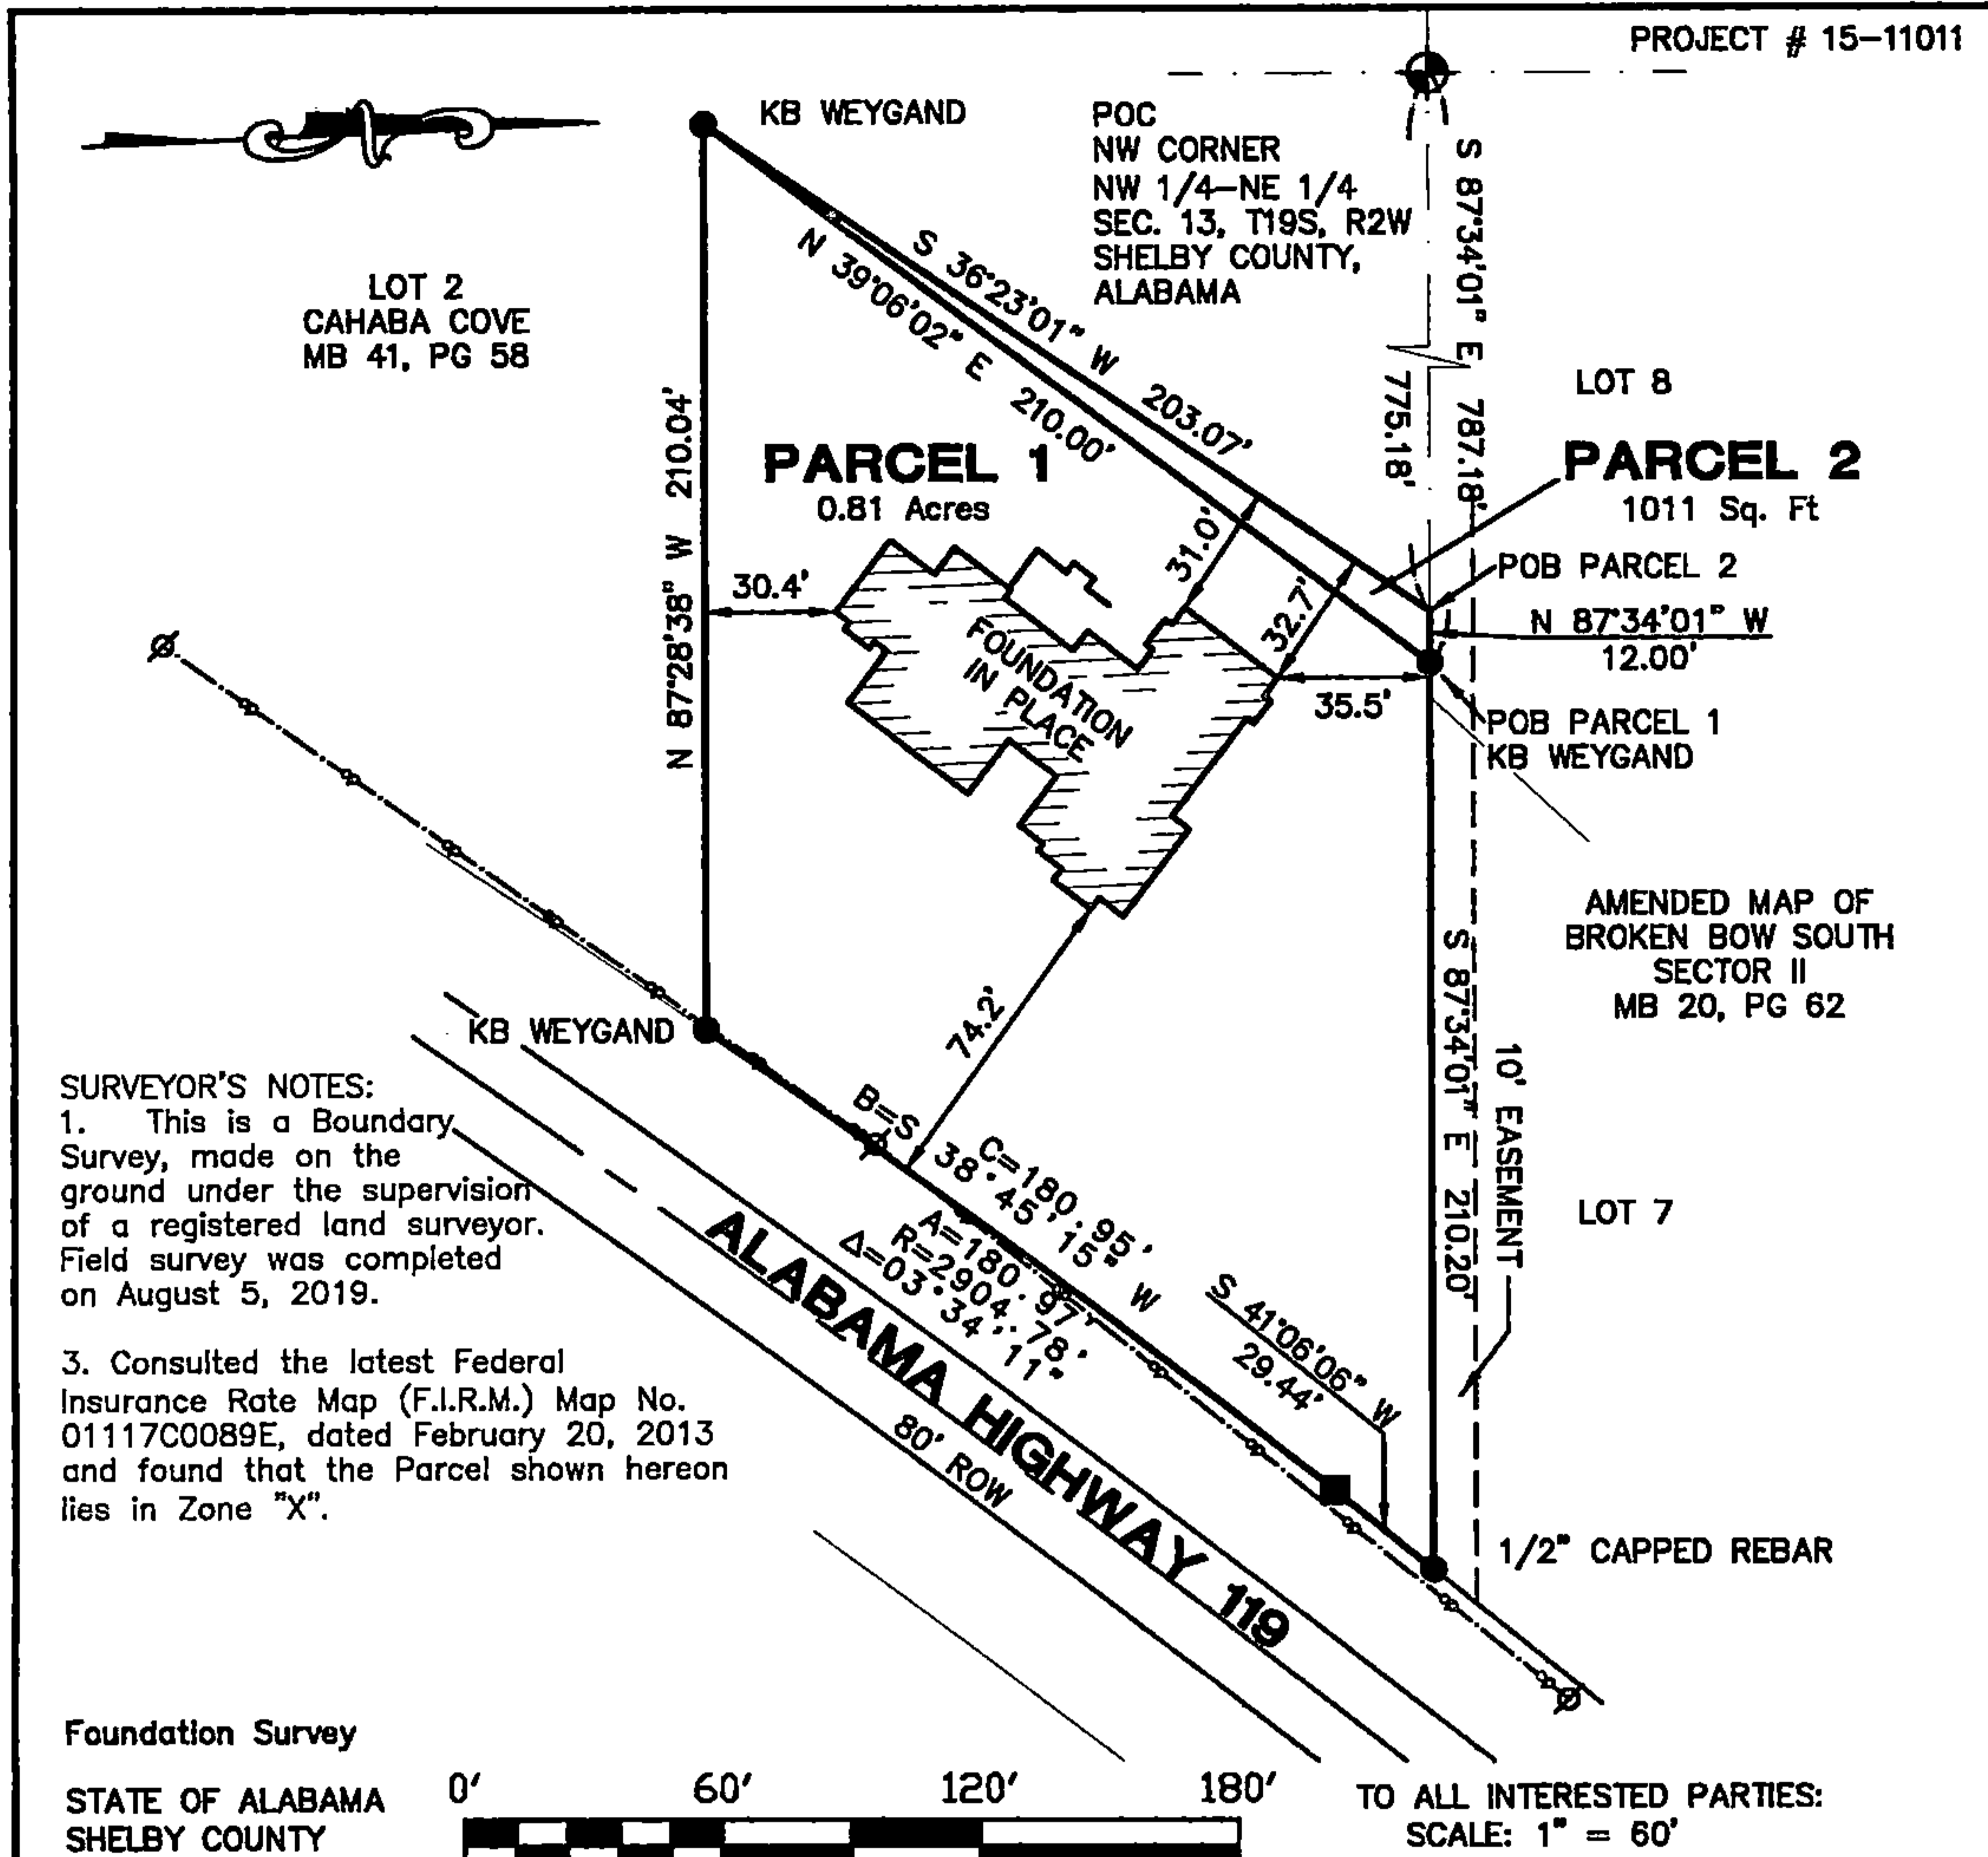 PROJECT # 15-11011
KB WEYGAND
POC
NW CORNER
NW 1/4-NE 1/4
SEC. 13, T19S, R2W
SHELBY COUNTY,
ALABAMA
S 87°34'01" E 787.18'
775.18'
LOT 2
CAHABA COVE
MB 41, PG 58
S 36°23'01" W 203.07'
N 39°06'02" E 210.00'
N 87°28'38" W 210.04'
LOT 8
PARCEL 1
0.81 Acres
PARCEL 2
1011 Sq. Ft
POB PARCEL 2
N 87°34'01" W
12.00'
30.4'
31.0'
32.7'
35.5'
FOUNDATION
IN PLACE
POB PARCEL 1
KB WEYGAND
AMENDED MAP OF
BROKEN BOW SOUTH
SECTOR II
MB 20, PG 62
S 87°34'01" E 210.20'
10' EASEMENT
74.2'
KB WEYGAND
LOT 7
SURVEYOR'S NOTES:
1. This is a Boundary
Survey, made on the
ground under the supervision
of a registered land surveyor.
Field survey was completed
on August 5, 2019.
C=180.95'
B=S 38°45'15" W
A=180.97'
R=2904.78'
Δ=03°34'11"
S 41°06'06" W
29.44'
ALABAMA HIGHWAY 119
80' ROW
3. Consulted the latest Federal
Insurance Rate Map (F.I.R.M.) Map No.
01117C0089E, dated February 20, 2013
and found that the Parcel shown hereon
lies in Zone "X".
1/2" CAPPED REBAR
Foundation Survey
STATE OF ALABAMA
SHELBY COUNTY
0' 60' 120' 180'
TO ALL INTERESTED PARTIES:
SCALE: 1" = 60'